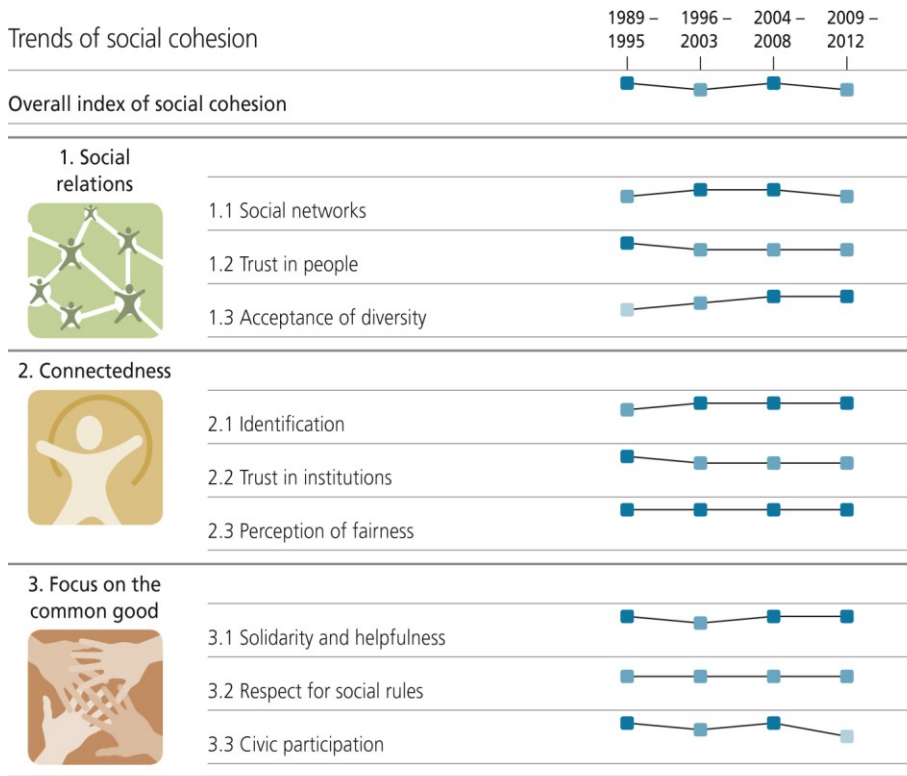 Trends of social cohesion
1989 – 1996 – 2004 – 2009 –
1995 2003 2008 2012
Overall index of social cohesion
1. Social
relations
1.1 Social networks
1.2 Trust in people
1.3 Acceptance of diversity
2. Connectedness
2.1 Identification
2.2 Trust in institutions
2.3 Perception of fairness
3. Focus on the
common good
3.1 Solidarity and helpfulness
3.2 Respect for social rules
3.3 Civic participation